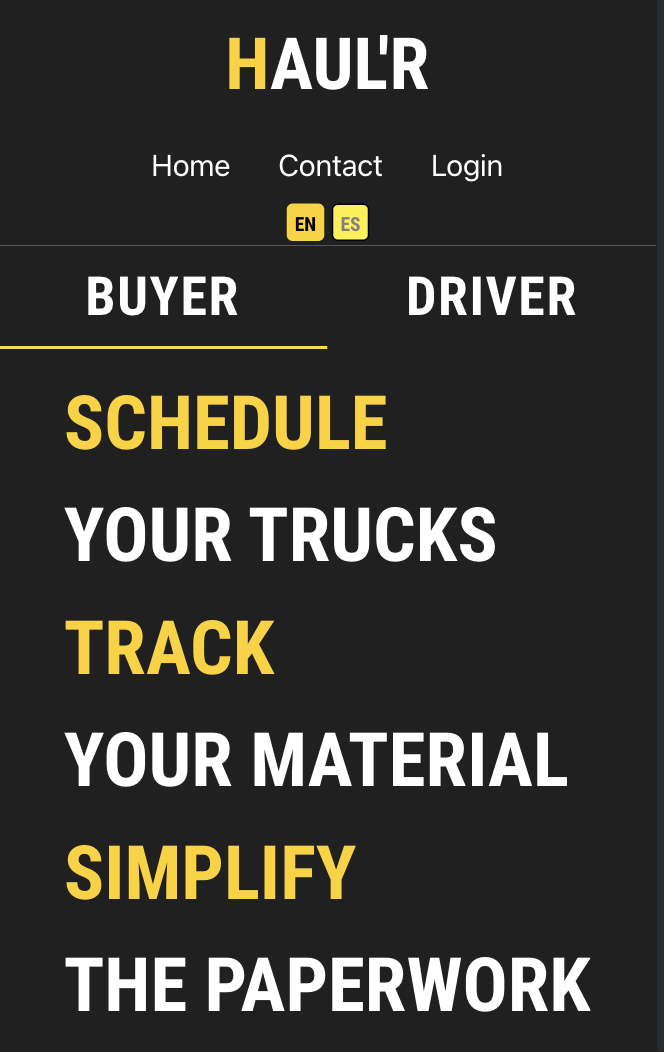 HAUL'R
Home Contact Login
EN ES
BUYER DRIVER
SCHEDULE
YOUR TRUCKS
TRACK
YOUR MATERIAL
SIMPLIFY
THE PAPERWORK